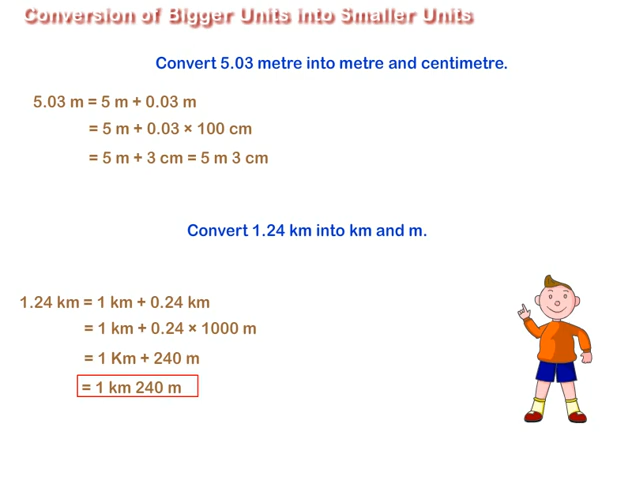 Conversion of Bigger Units into Smaller Units
Convert 5.03 metre into metre and centimetre.
5.03 m = 5 m + 0.03 m
= 5 m + 0.03 × 100 cm
= 5 m + 3 cm = 5 m 3 cm
Convert 1.24 km into km and m.
1.24 km = 1 km + 0.24 km
= 1 km + 0.24 × 1000 m
= 1 Km + 240 m
= 1 km 240 m